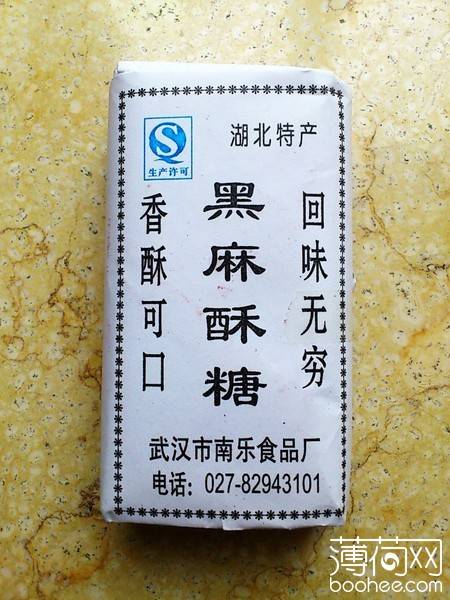 生产许可
湖北特产
香酥可口
黑麻酥糖
回味无穷
武汉市南乐食品厂
电话：027-82943101
薄荷网
boohee.com